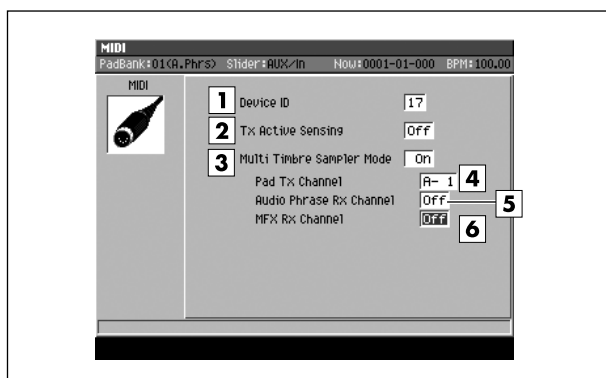 MIDI
PadBank:01(A.Phrs) Slider:AUX/In Now:0001-01-000 BPM:100.00
MIDI
1 Device ID 17
2 Tx Active Sensing Off
3 Multi Timbre Sampler Mode On
Pad Tx Channel A- 1 4
Audio Phrase Rx Channel Off 5
MFX Rx Channel Off 6